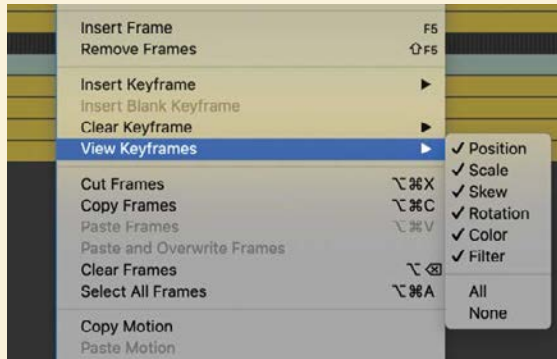 Insert Frame F5
Remove Frames ⇧F5
Insert Keyframe ▶
Insert Blank Keyframe
Clear Keyframe ▶
View Keyframes ▶
✓ Position
✓ Scale
✓ Skew
✓ Rotation
✓ Color
✓ Filter
All
None
Cut Frames ⌥⌘X
Copy Frames ⌥⌘C
Paste Frames ⌥⌘V
Paste and Overwrite Frames
Clear Frames ⌥⌫
Select All Frames ⌥⌘A
Copy Motion
Paste Motion